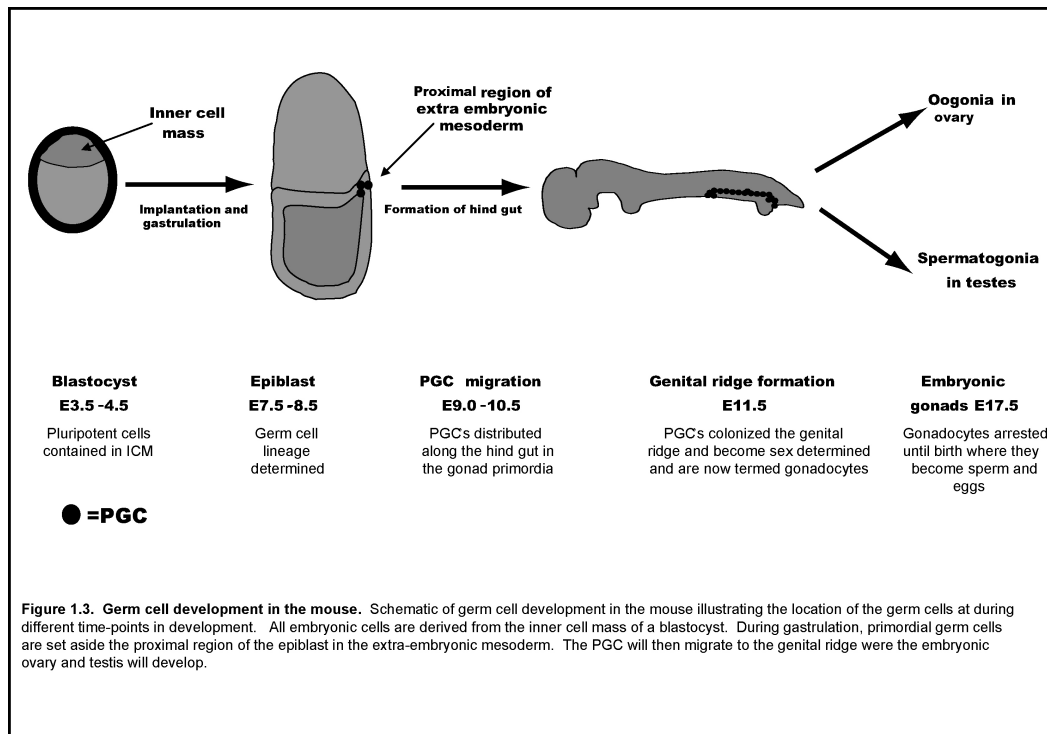 Inner cell
mass
Proximal region of
extra embryonic
mesoderm
Oogonia in
ovary
Implantation and
gastrulation
Formation of hind gut
Spermatogonia
in testes
Blastocyst
E3.5 -4.5
Pluripotent cells
contained in ICM
Epiblast
E7.5 -8.5
Germ cell
lineage
determined
PGC migration
E9.0 -10.5
PGC's distributed
along the hind gut in
the gonad primordia
Genital ridge formation
E11.5
PGC's colonized the genital
ridge and become sex determined
and are now termed gonadocytes
Embryonic
gonads E17.5
Gonadocytes arrested
until birth where they
become sperm and
eggs
=PGC
Figure 1.3. Germ cell development in the mouse. Schematic of germ cell development in the mouse illustrating the location of the germ cells at during
different time-points in development. All embryonic cells are derived from the inner cell mass of a blastocyst. During gastrulation, primordial germ cells
are set aside the proximal region of the epiblast in the extra-embryonic mesoderm. The PGC will then migrate to the genital ridge were the embryonic
ovary and testis will develop.